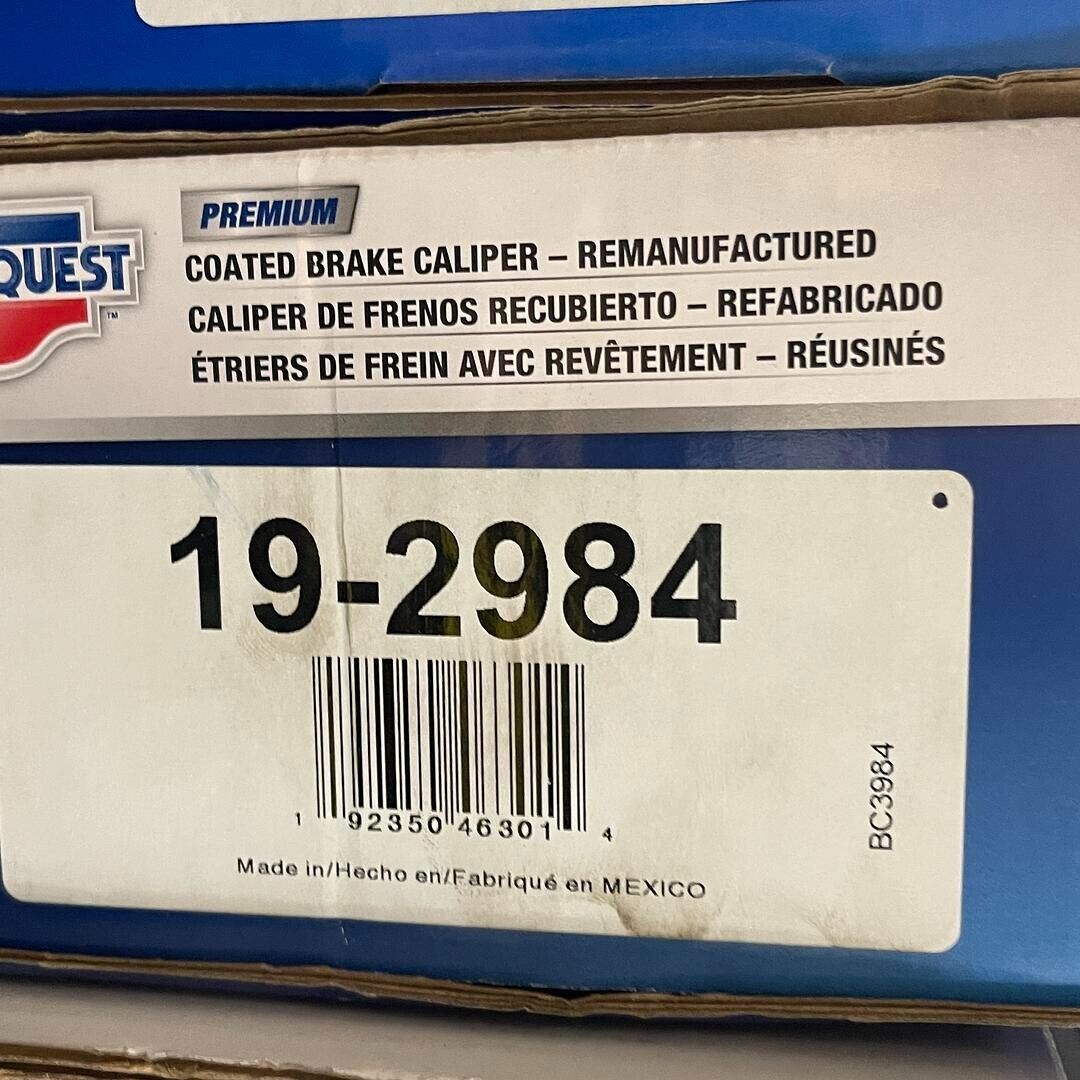 QUEST
™
PREMIUM
COATED BRAKE CALIPER – REMANUFACTURED
CALIPER DE FRENOS RECUBIERTO – REFABRICADO
ÉTRIERS DE FREIN AVEC REVÊTEMENT – RÉUSINÉS
19-2984
1 92350 46301 4
BC3984
Made in/Hecho en/Fabriqué en MEXICO